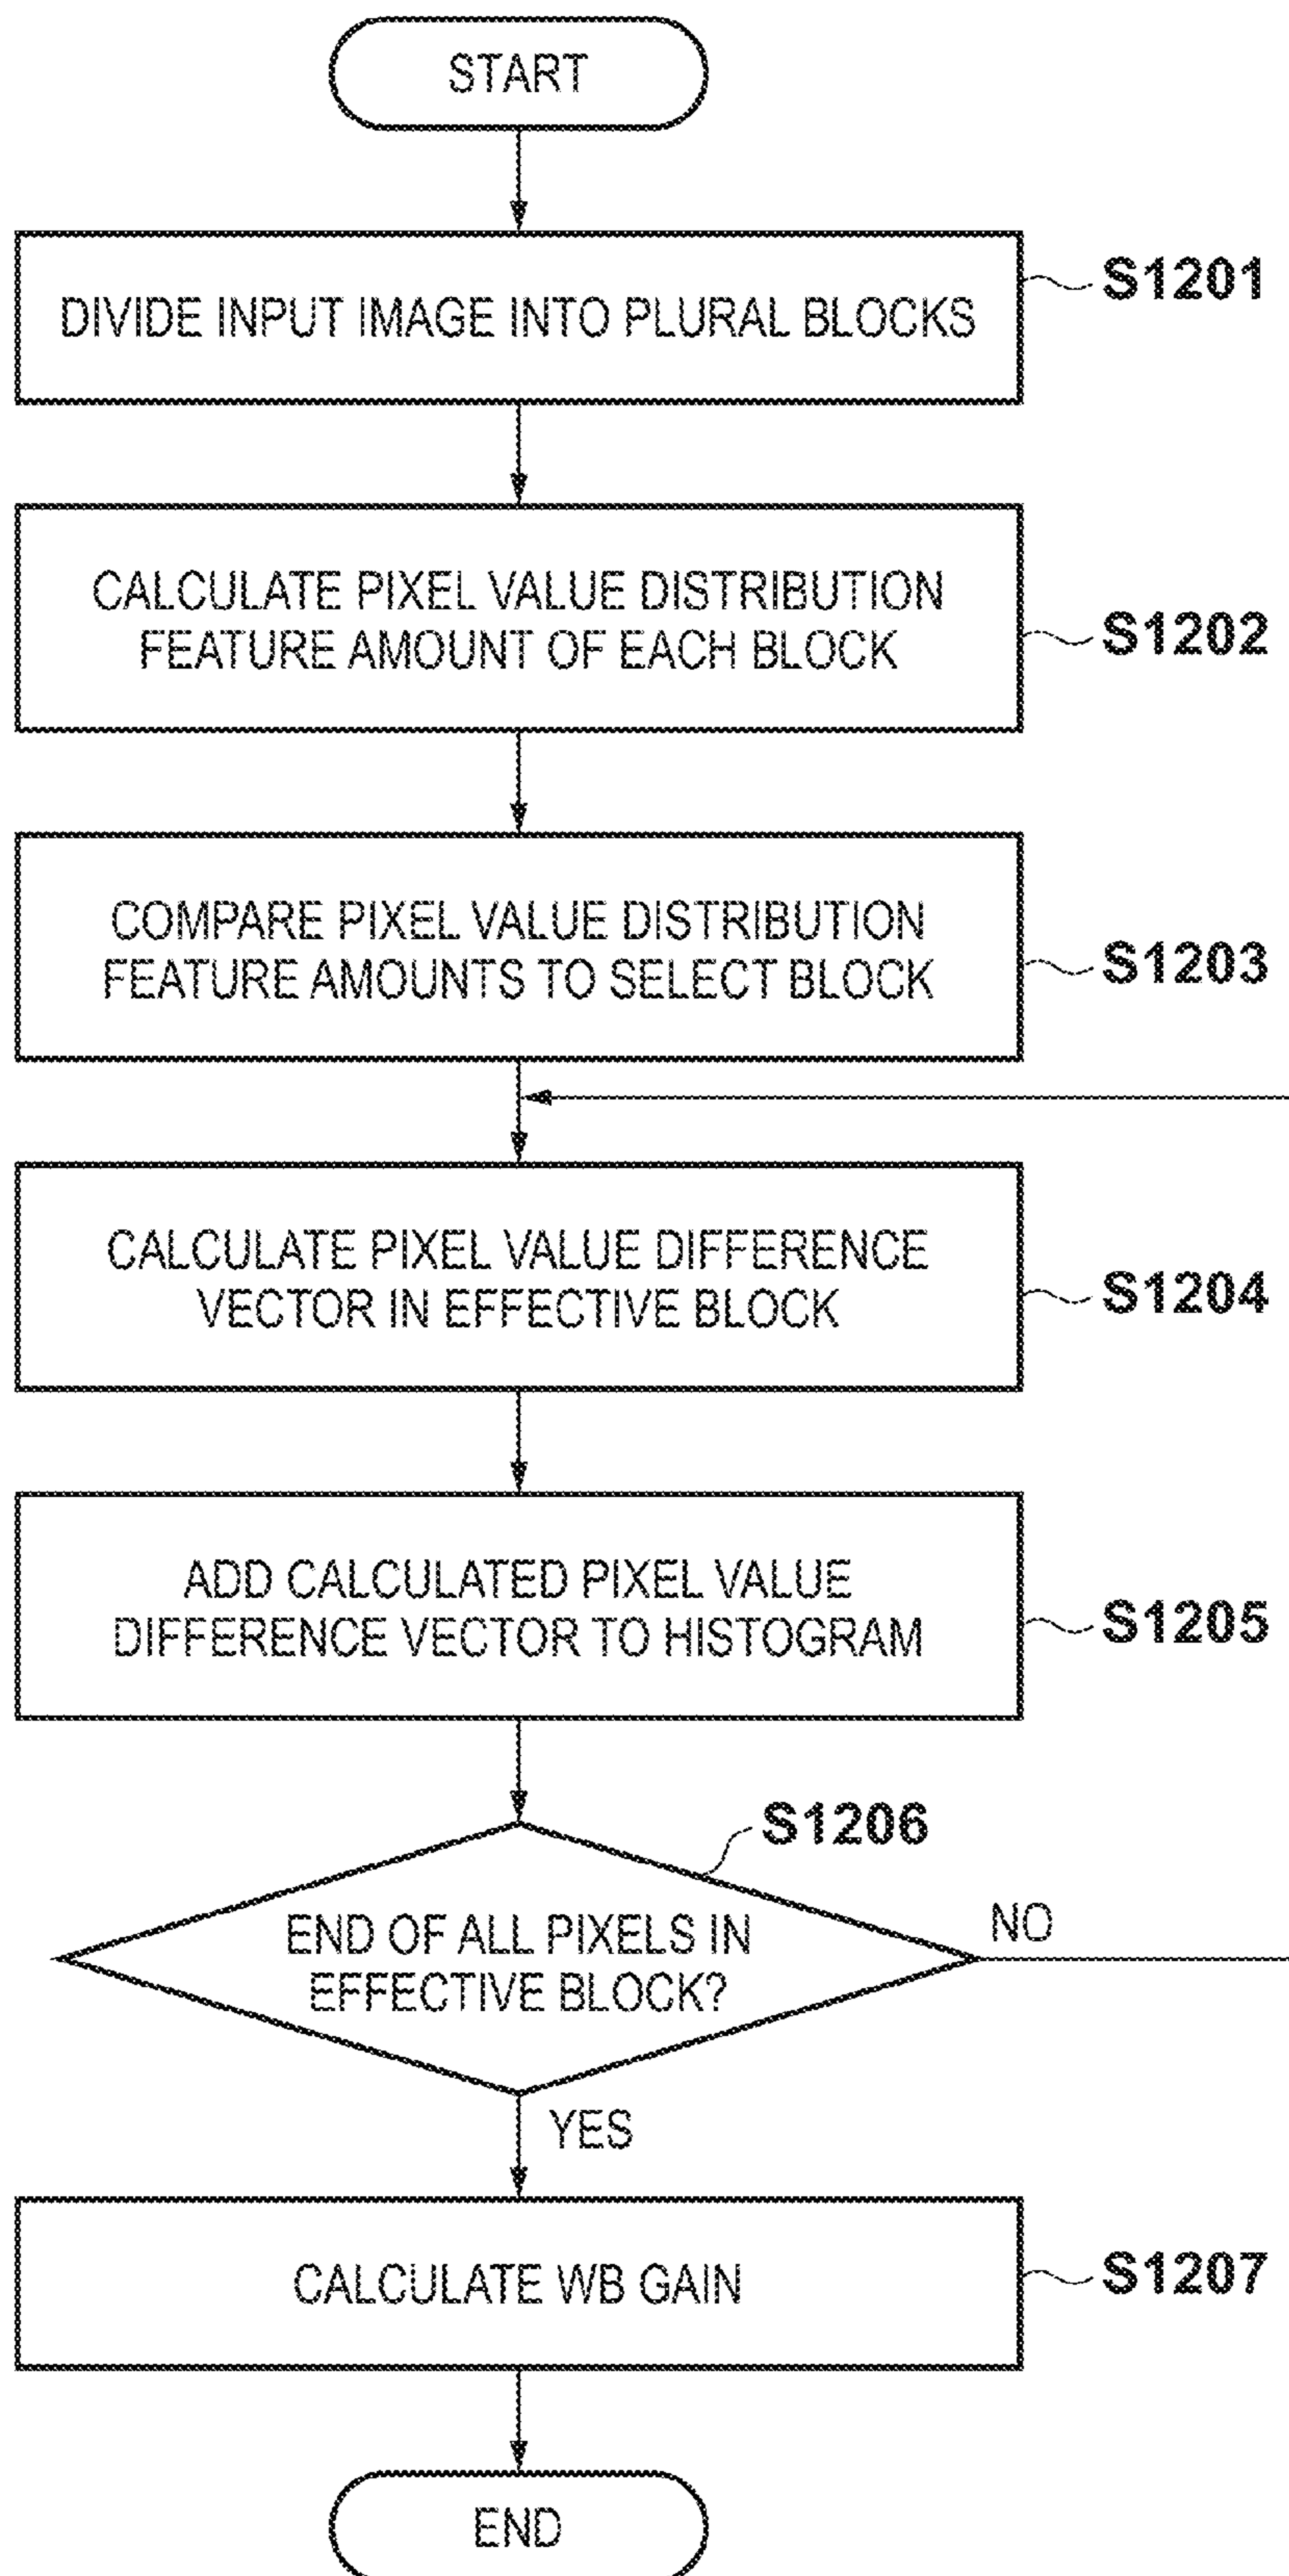 START
DIVIDE INPUT IMAGE INTO PLURAL BLOCKS
S1201
CALCULATE PIXEL VALUE DISTRIBUTION
FEATURE AMOUNT OF EACH BLOCK
S1202
COMPARE PIXEL VALUE DISTRIBUTION
FEATURE AMOUNTS TO SELECT BLOCK
S1203
CALCULATE PIXEL VALUE DIFFERENCE
VECTOR IN EFFECTIVE BLOCK
S1204
ADD CALCULATED PIXEL VALUE
DIFFERENCE VECTOR TO HISTOGRAM
S1205
S1206
END OF ALL PIXELS IN
EFFECTIVE BLOCK?
NO
YES
CALCULATE WB GAIN
S1207
END